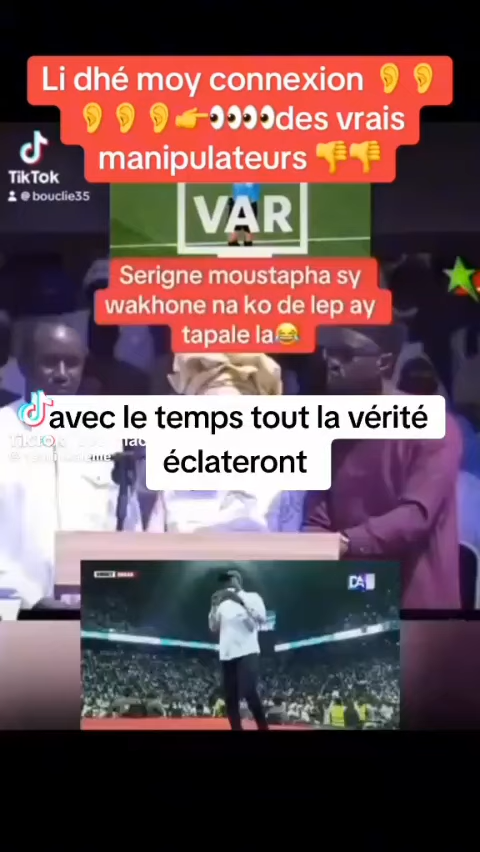 Li dhé moy connexion 👂👂
👂👂👂👉👀👀des vrais
manipulateurs 👎👎
TikTok
@bouclie35
VAR
Serigne moustapha sy
wakhone na ko de lep ay
tapale la😂
avec le temps tout la vérité
éclateront
TikTok